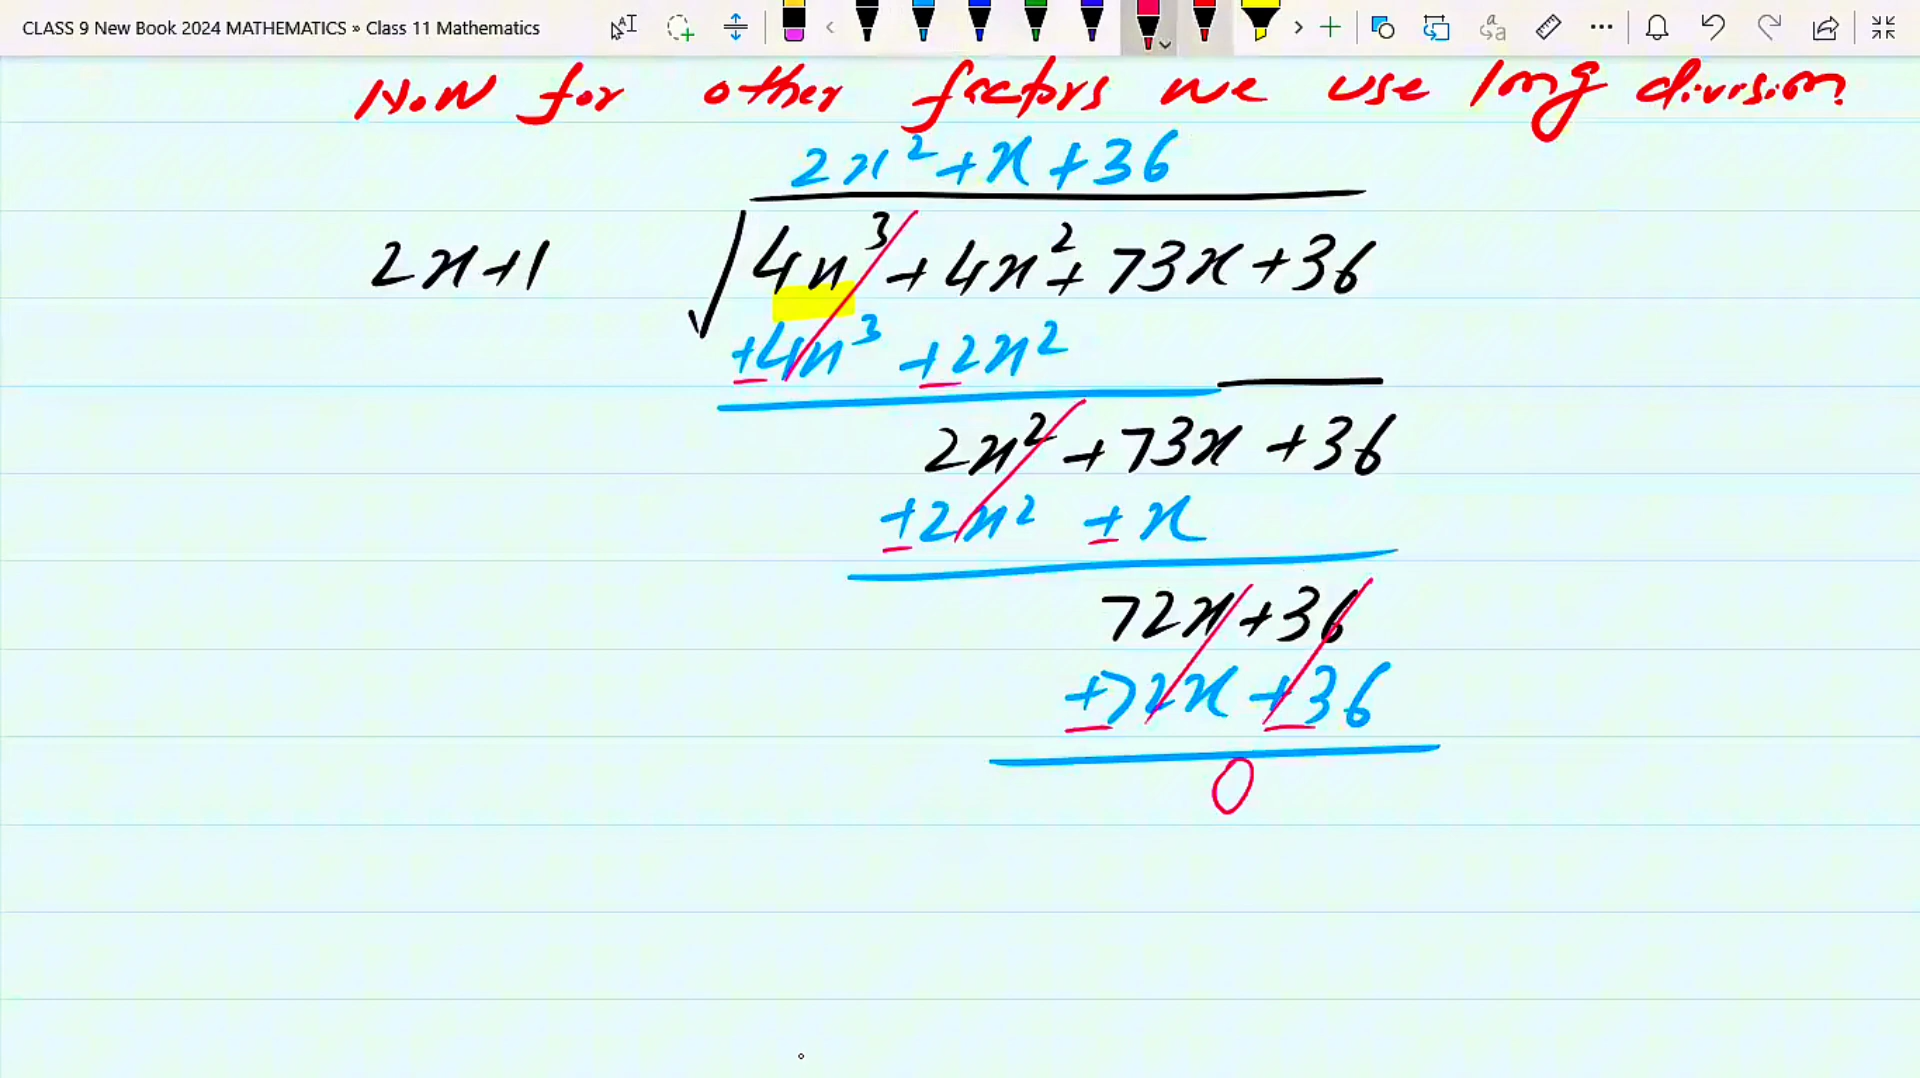 CLASS 9 New Book 2024 MATHEMATICS » Class 11 Mathematics
Now for other factors we use long division
2x² + x + 36
2x+1 √4x³ + 4x² + 73x + 36
+4x³ + 2x²
2x² + 73x + 36
+2x² + x
72x + 36
+72x + 36
0